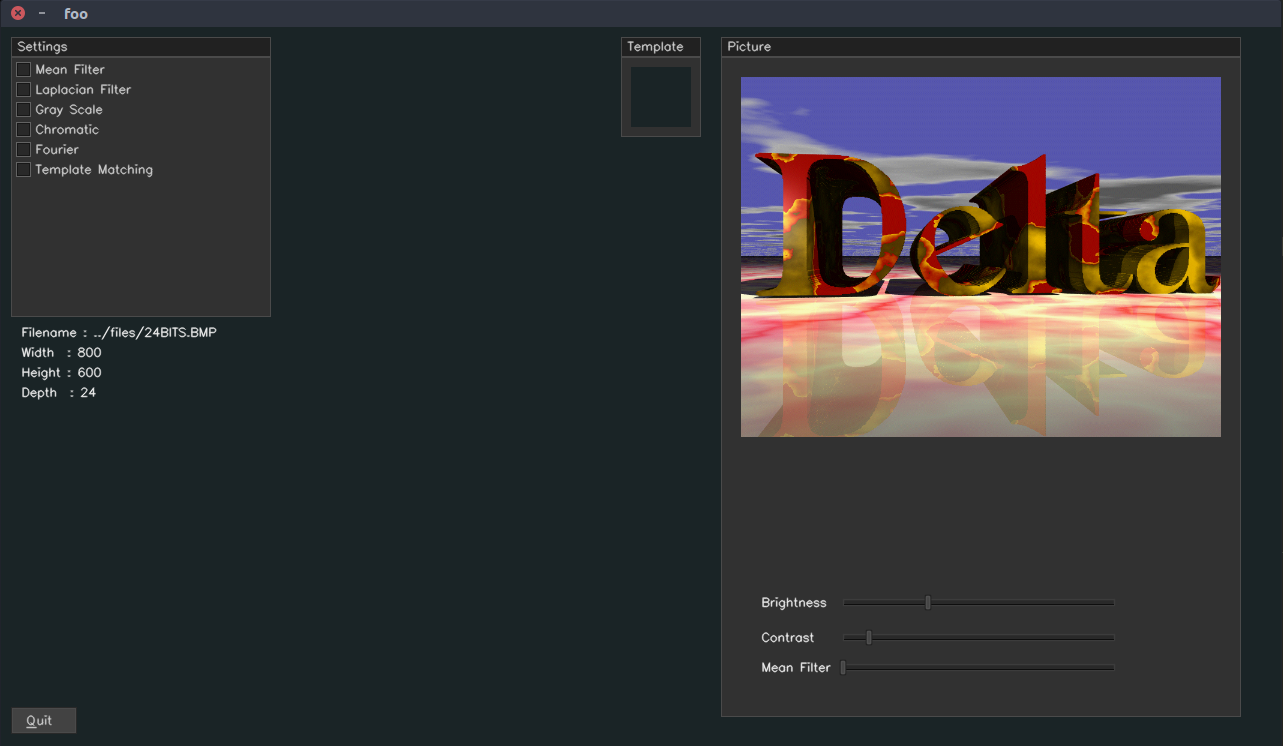 foo
Settings
Mean Filter
Laplacian Filter
Gray Scale
Chromatic
Fourier
Template Matching
Filename : ../files/24BITS.BMP
Width : 800
Height : 600
Depth : 24
Template
Picture
Delta
Brightness
Contrast
Mean Filter
Quit